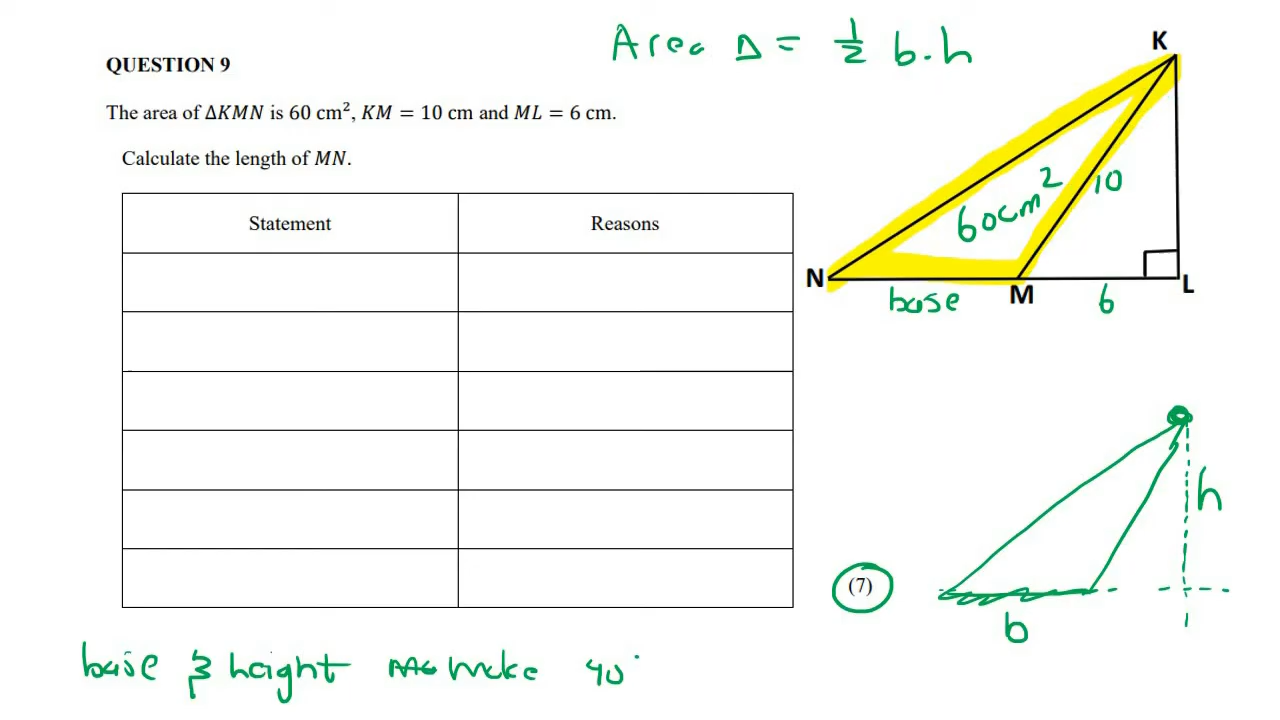 Area Δ = 1/2 b.h
QUESTION 9
The area of ΔKMN is 60 cm², KM = 10 cm and ML = 6 cm.
Calculate the length of MN.
Statement	Reasons
K
60cm²
10
N
M
L
base
6
h
b
(7)
base & height make 90°